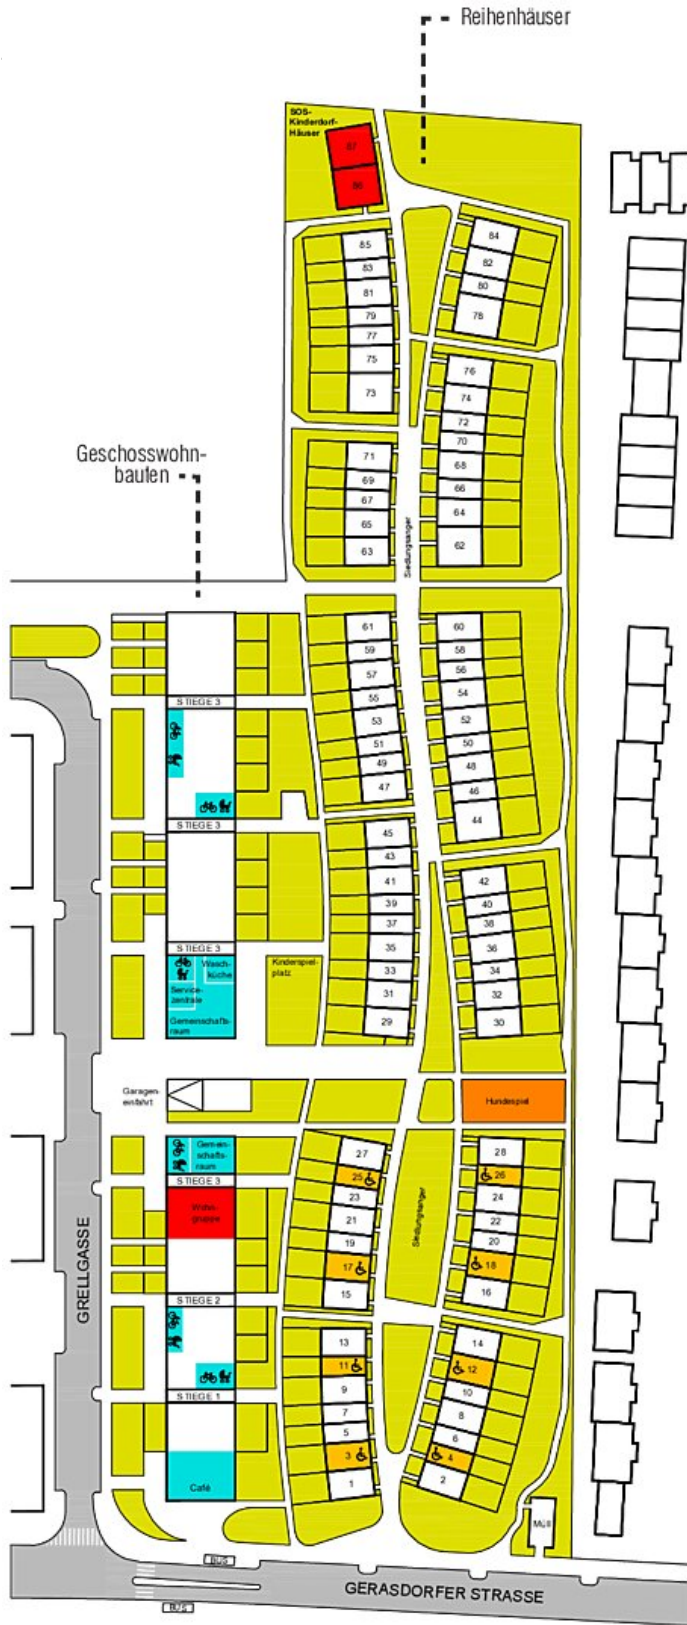 Reihenhäuser
SOS-
Kinderdorf-
Häuser
87
86
85
83
81
79
77
75
73
84
82
80
78
76
74
72
70
68
66
64
62
71
69
67
65
63
Siedlungsanger
Geschosswohn-
bauten
61
59
57
55
53
51
49
47
60
58
56
54
52
50
48
46
44
STIEGE 3
STIEGE 3
45
43
41
39
37
35
33
31
29
42
40
38
36
34
32
30
STIEGE 3
Wasch-
küche
Service-
zentrale
Gemeinschafts-
raum
Kinderspiel-
platz
Garagen-
einfahrt
Hundespiel
Gemein-
schafts-
raum
STIEGE 3
Wohn-
gruppe
27
25
23
21
19
17
15
Siedlungsanger
28
26
24
22
20
18
16
STIEGE 2
13
11
9
7
5
3
1
14
12
10
8
6
4
2
STIEGE 1
Café
Müll
GRELLGASSE
BUS
GERASDORFER STRASSE
BUS